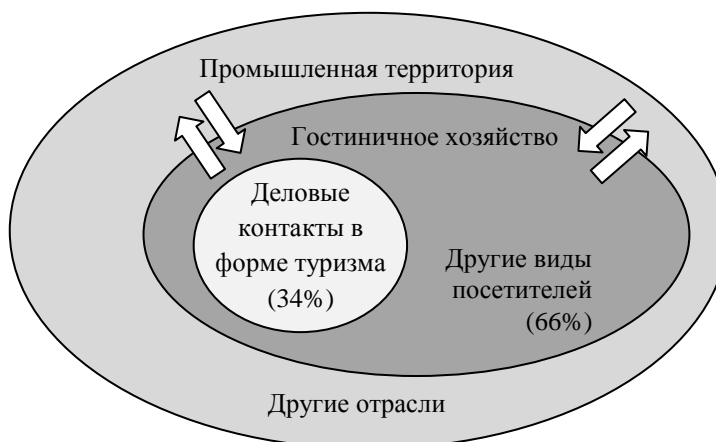 Промышленная территория
Гостиничное хозяйство
Деловые
контакты в
форме туризма
(34%)
Другие виды
посетителей
(66%)
Другие отрасли